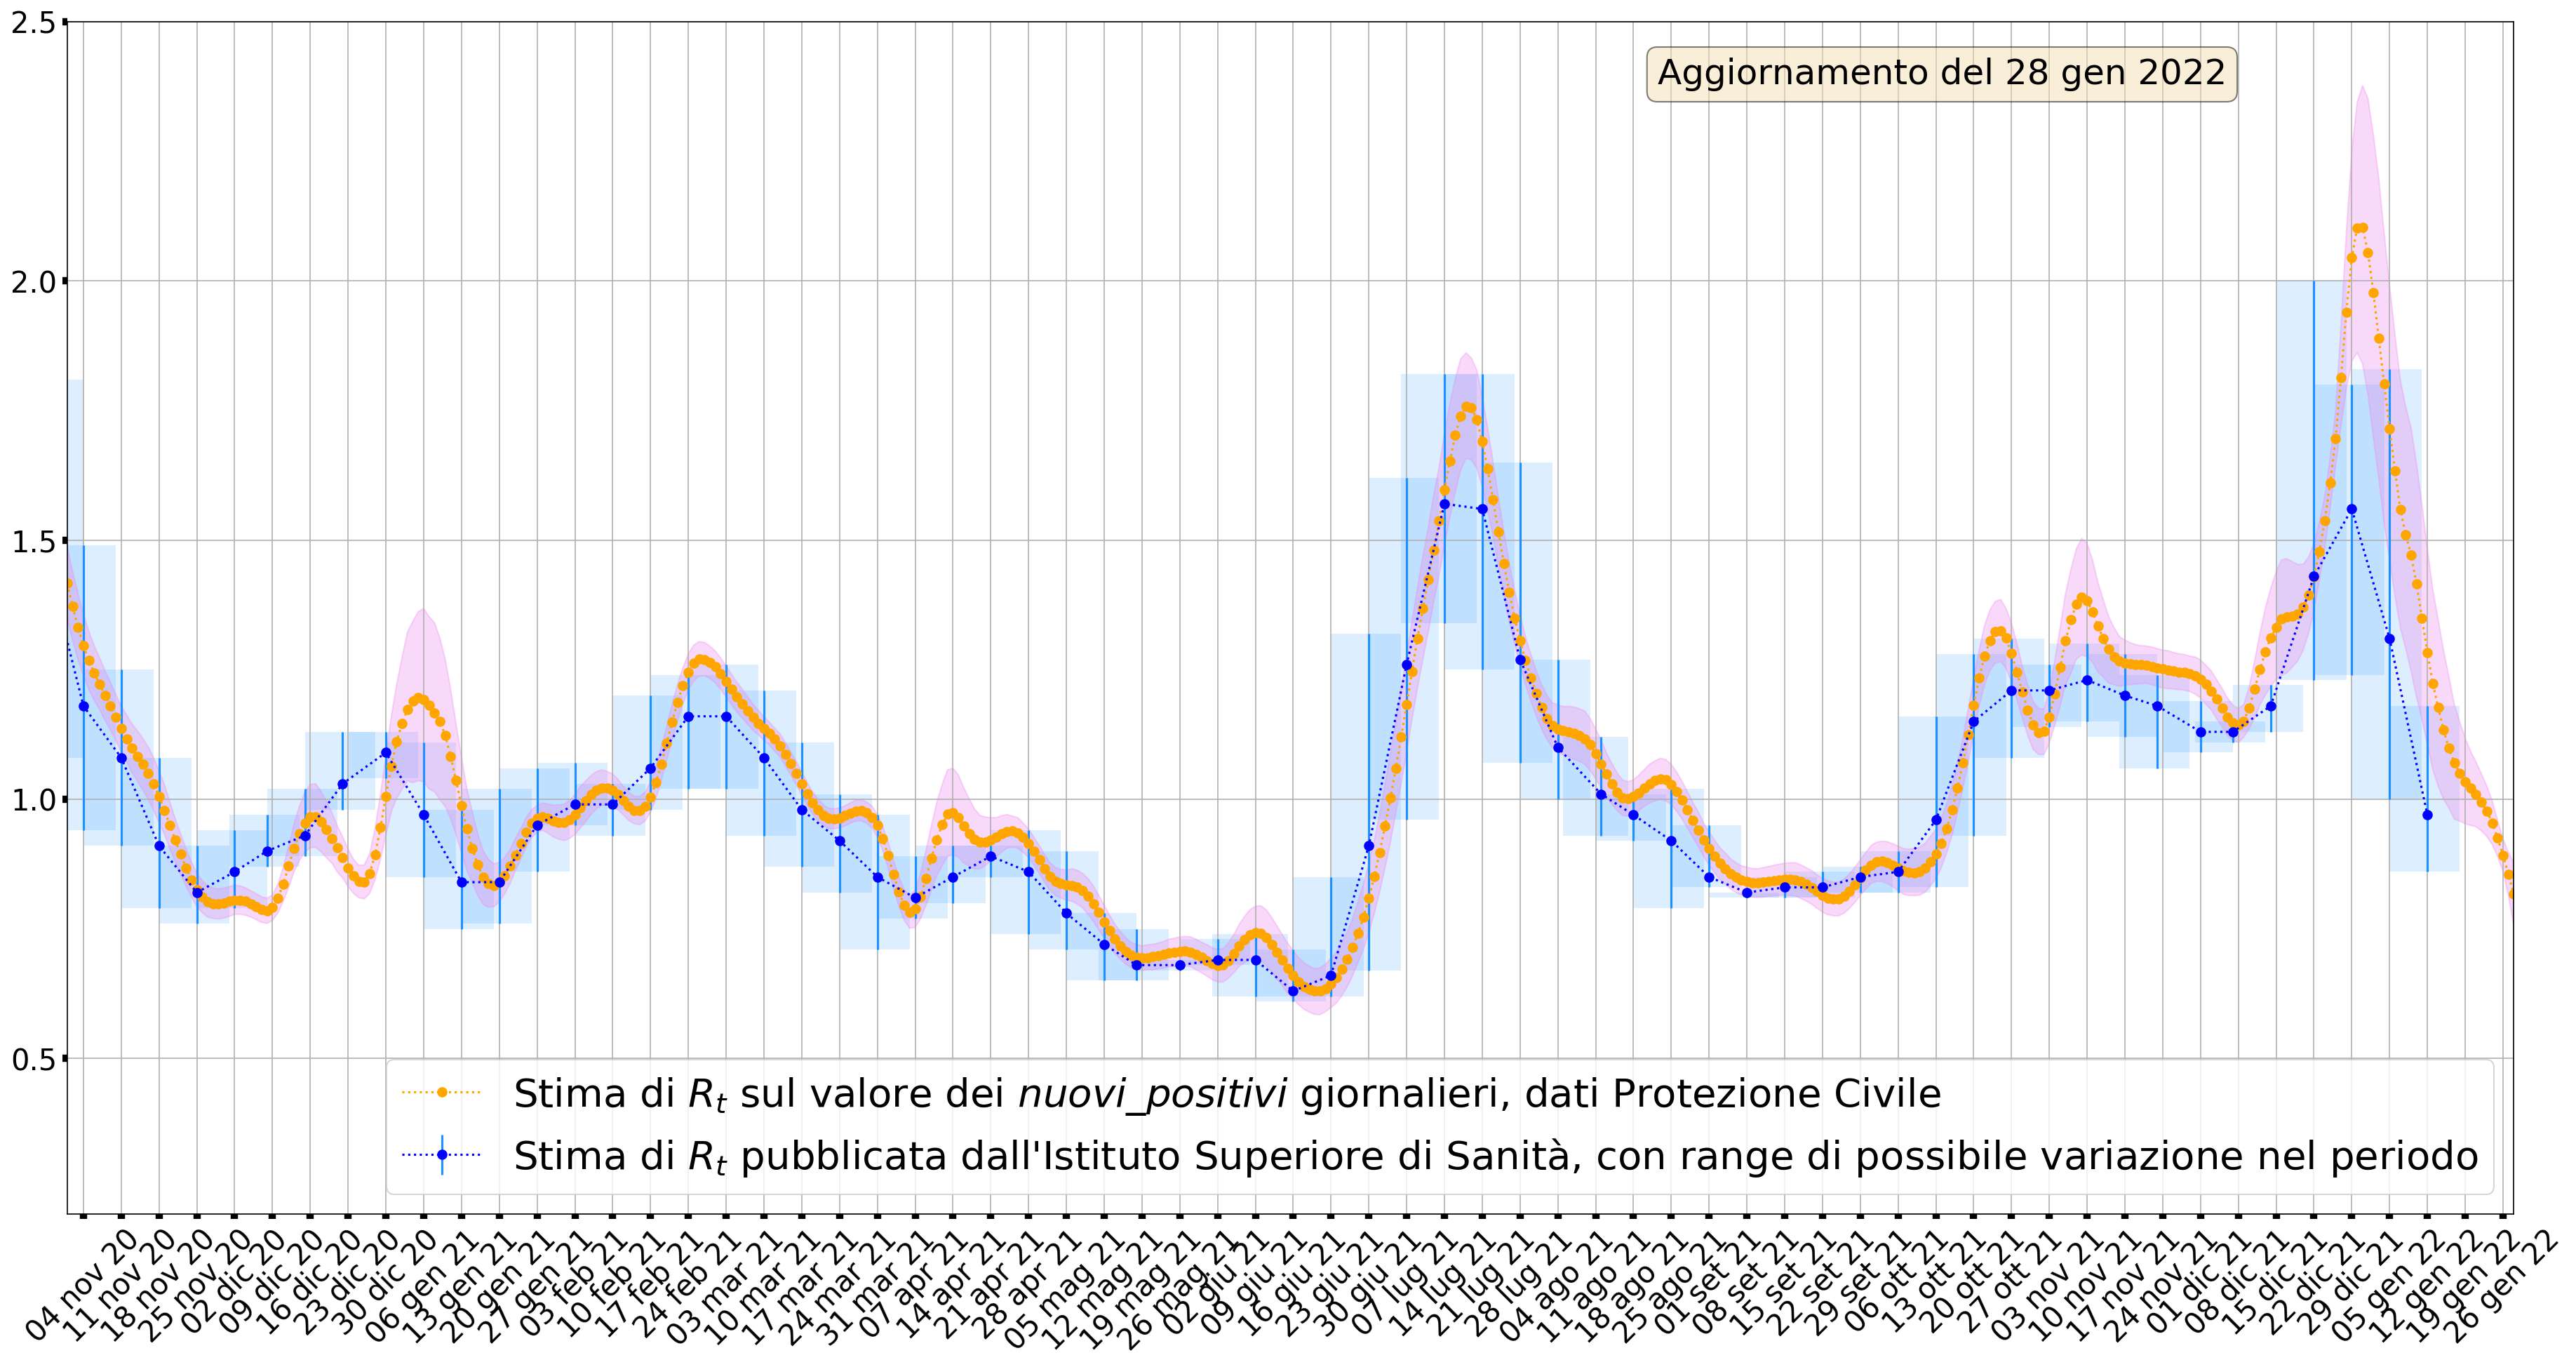 2.5
Aggiornamento del 28 gen 2022
2.0
1.5
1.0
0.5
Stima di Rt sul valore dei nuovi_positivi giornalieri, dati Protezione Civile
Stima di Rt pubblicata dall'Istituto Superiore di Sanità, con range di possibile variazione nel periodo
04 nov 20
11 nov 20
18 nov 20
25 nov 20
02 dic 20
09 dic 20
16 dic 20
23 dic 20
30 dic 20
06 gen 21
13 gen 21
20 gen 21
27 gen 21
03 feb 21
10 feb 21
17 feb 21
24 feb 21
03 mar 21
10 mar 21
17 mar 21
24 mar 21
31 mar 21
07 apr 21
14 apr 21
21 apr 21
28 apr 21
05 mag 21
12 mag 21
19 mag 21
26 mag 21
02 giu 21
09 giu 21
16 giu 21
23 giu 21
30 giu 21
07 lug 21
14 lug 21
21 lug 21
28 lug 21
04 ago 21
11 ago 21
18 ago 21
25 ago 21
01 set 21
08 set 21
15 set 21
22 set 21
29 set 21
06 ott 21
13 ott 21
20 ott 21
27 ott 21
03 nov 21
10 nov 21
17 nov 21
24 nov 21
01 dic 21
08 dic 21
15 dic 21
22 dic 21
29 dic 21
05 gen 22
12 gen 22
19 gen 22
26 gen 22